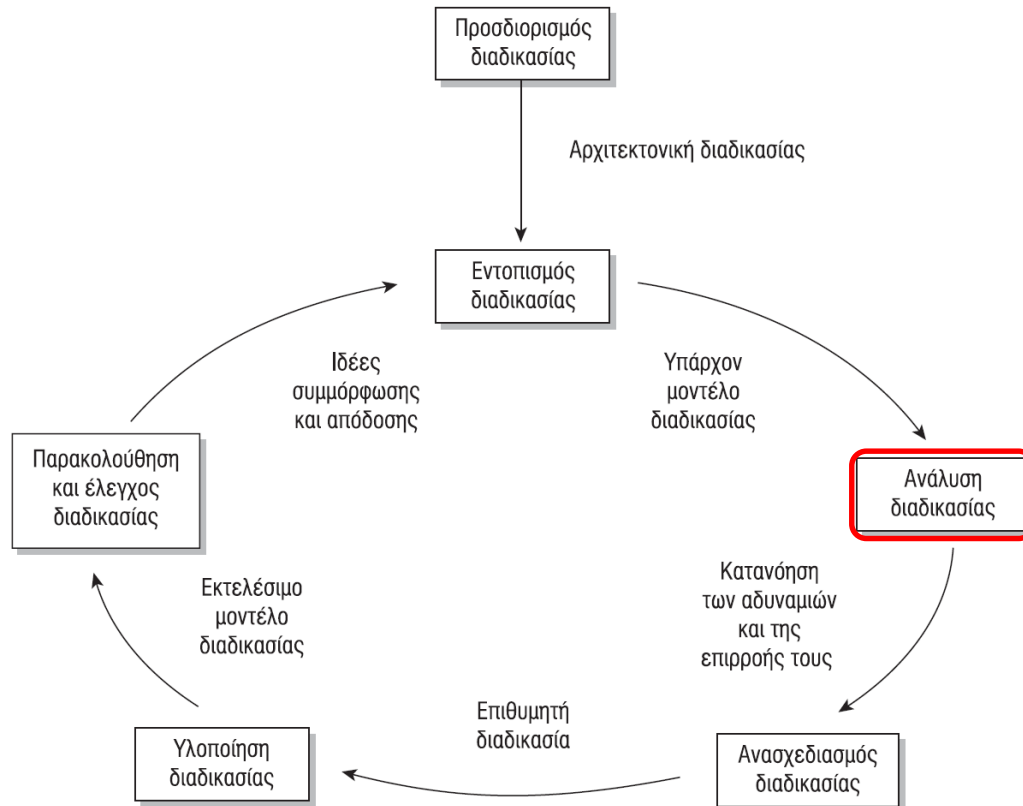 Προσδιορισμός
διαδικασίας
Αρχιτεκτονική διαδικασίας
Εντοπισμός
διαδικασίας
Ιδέες
συμμόρφωσης
και απόδοσης
Υπάρχον
μοντέλο
διαδικασίας
Παρακολούθηση
και έλεγχος
διαδικασίας
Ανάλυση
διαδικασίας
Εκτελέσιμο
μοντέλο
διαδικασίας
Κατανόηση
των αδυναμιών
και της
επιρροής τους
Επιθυμητή
διαδικασία
Υλοποίηση
διαδικασίας
Ανασχεδιασμός
διαδικασίας